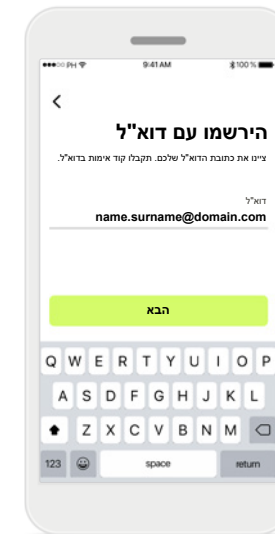 PH 9:41 AM 100 %
הירשמו עם דוא"ל
ציינו את כתובת הדוא"ל שלכם. תקבלו קוד אימות בדוא"ל.
דוא"ל
name.surname@domain.com
הבא
Q W E R T Y U I O P
A S D F G H J K L
Z X C V B N M
123 space return